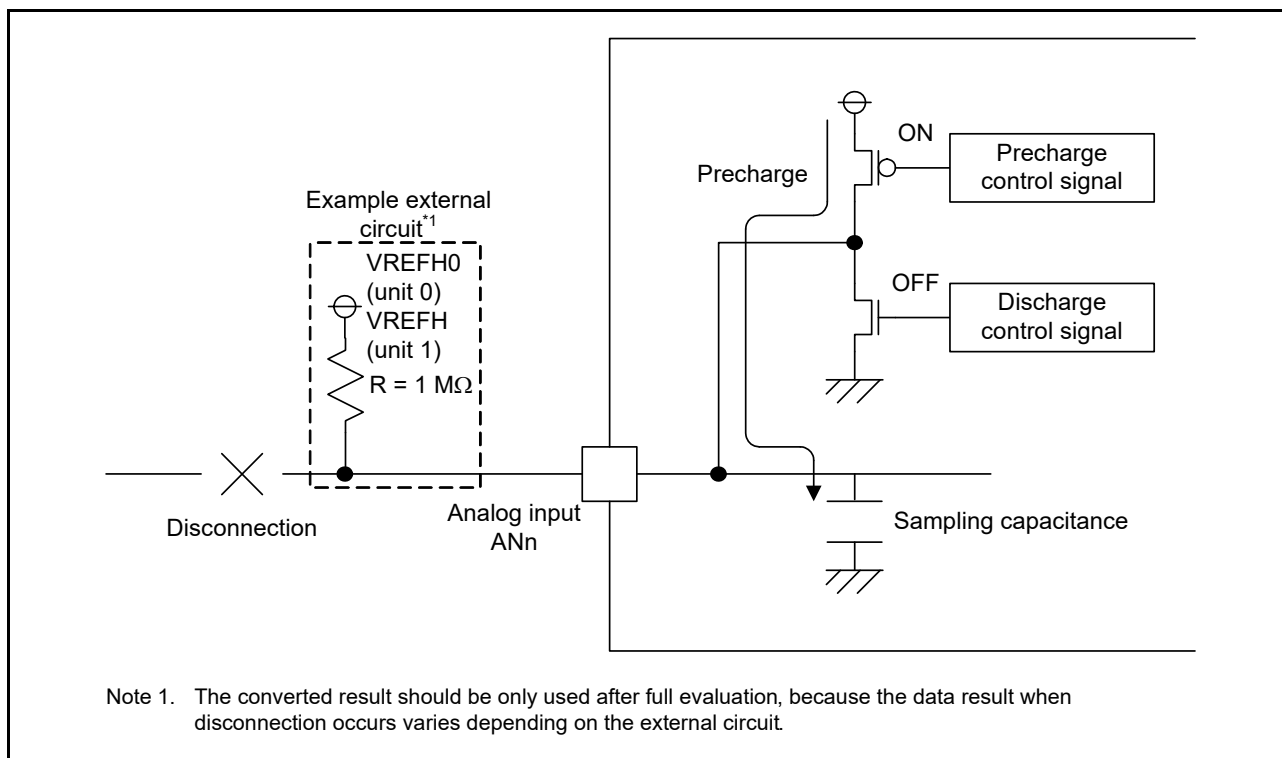 ON
Precharge
control signal
Precharge
Example external
circuit*1
VREFH0
(unit 0)
VREFH
(unit 1)
R = 1 MΩ
OFF
Discharge
control signal
Disconnection
Analog input
ANn
Sampling capacitance
Note 1. The converted result should be only used after full evaluation, because the data result when
disconnection occurs varies depending on the external circuit.